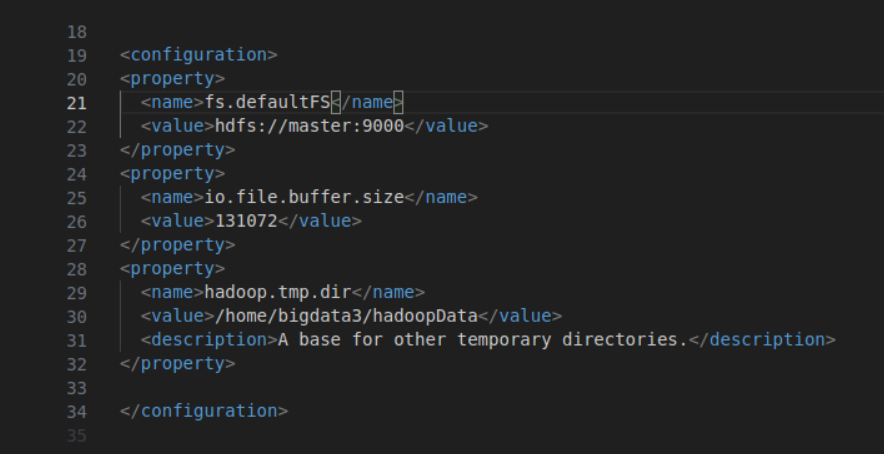 18
19 <configuration>
20 <property>
21 <name>fs.defaultFS</name>
22 <value>hdfs://master:9000</value>
23 </property>
24 <property>
25 <name>io.file.buffer.size</name>
26 <value>131072</value>
27 </property>
28 <property>
29 <name>hadoop.tmp.dir</name>
30 <value>/home/bigdata3/hadoopData</value>
31 <description>A base for other temporary directories.</description>
32 </property>
33
34 </configuration>
35